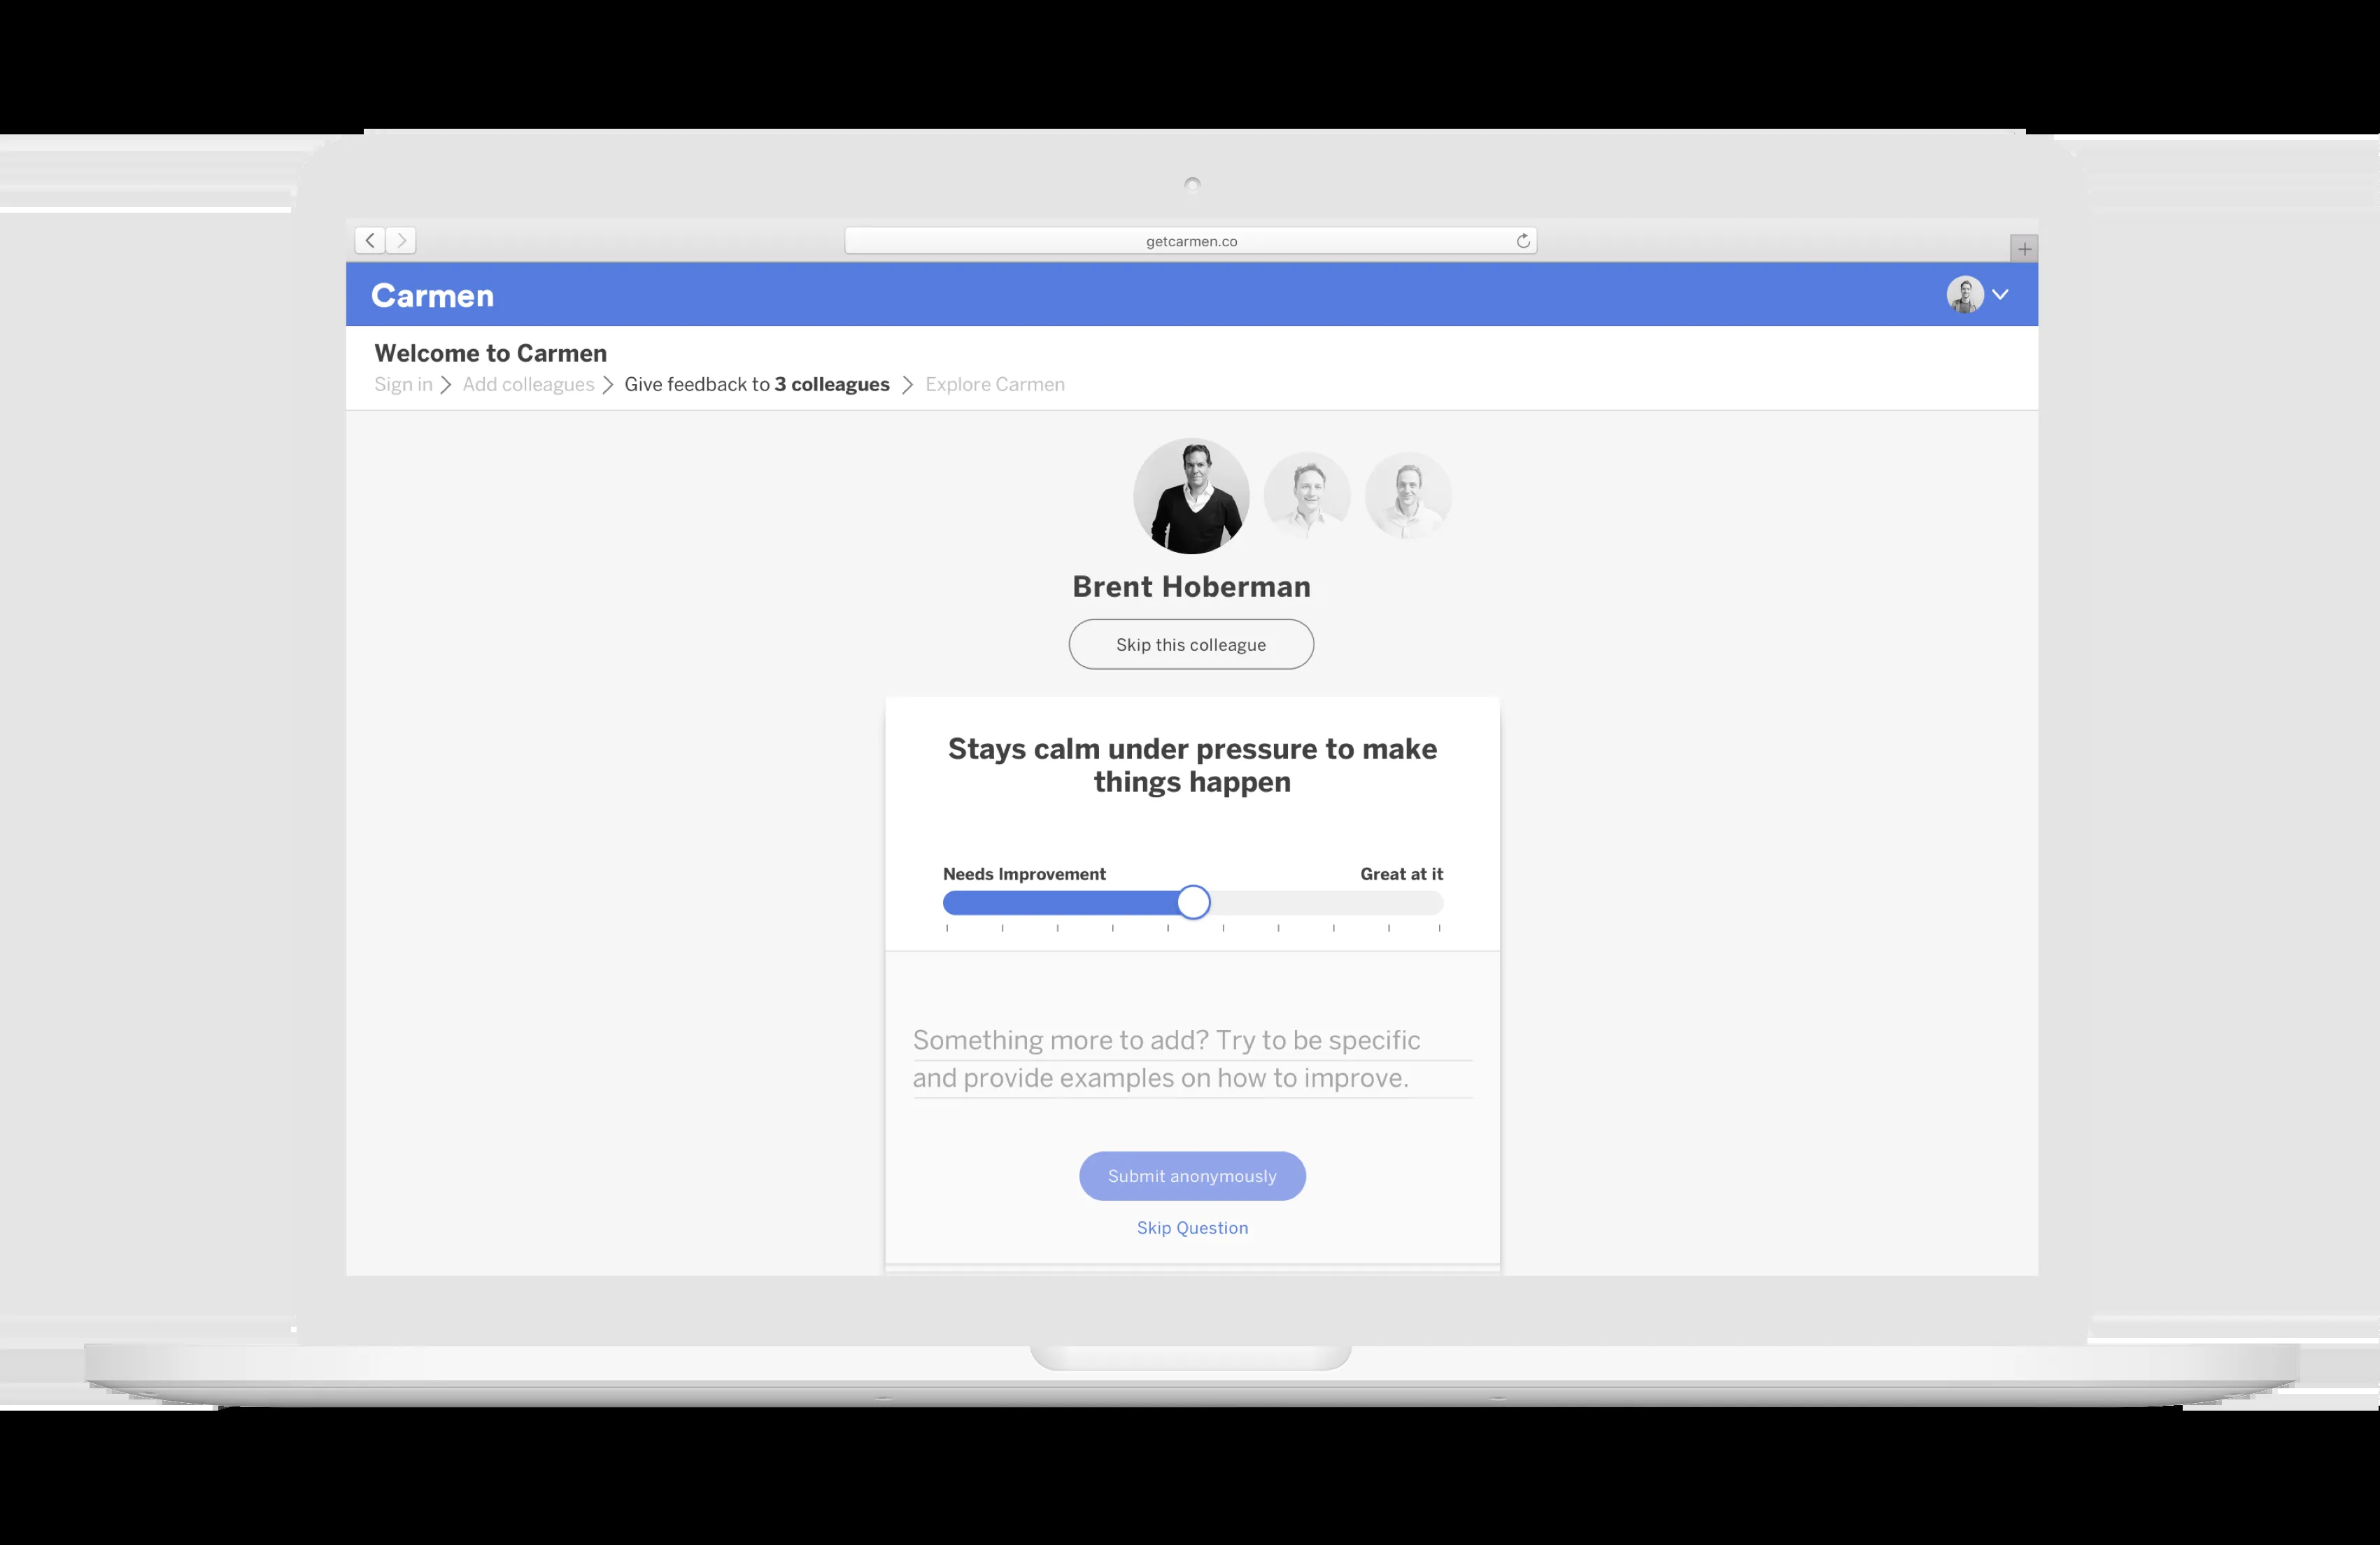 getcarmen.co
Carmen
Welcome to Carmen
Sign in > Add colleagues > Give feedback to 3 colleagues > Explore Carmen
Brent Hoberman
Skip this colleague
Stays calm under pressure to make
things happen
Needs Improvement Great at it
Something more to add? Try to be specific
and provide examples on how to improve.
Submit anonymously
Skip Question